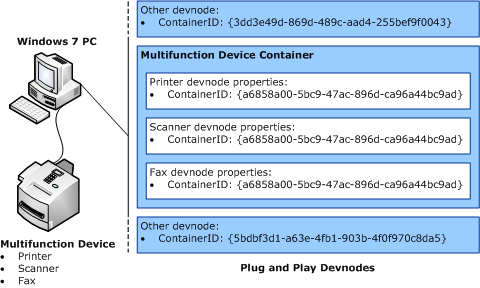 Other devnode:
• ContainerID: {3dd3e49d-869d-489c-aad4-255bef9f0043}
Windows 7 PC
Multifunction Device Container
Printer devnode properties:
• ContainerID: {a6858a00-5bc9-47ac-896d-ca96a44bc9ad}
Scanner devnode properties:
• ContainerID: {a6858a00-5bc9-47ac-896d-ca96a44bc9ad}
Fax devnode properties:
• ContainerID: {a6858a00-5bc9-47ac-896d-ca96a44bc9ad}
Other devnode:
• ContainerID: {5bdbf3d1-a63e-4fb1-903b-4f0f970c8da5}
Multifunction Device
• Printer
• Scanner
• Fax
Plug and Play Devnodes